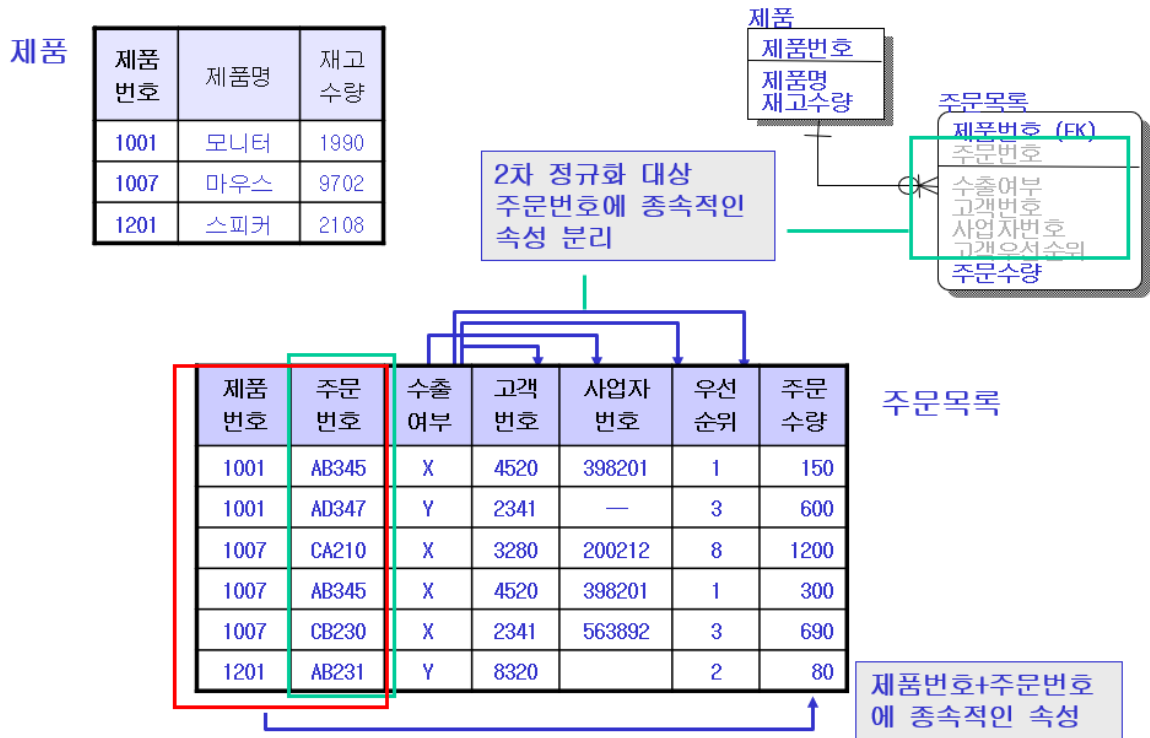 제품
제품
번호
제품명
재고
수량
1001 모니터 1990
1007 마우스 9702
1201 스피커 2108
제품
제품번호
제품명
재고수량
주문목록
제품번호 (FK)
주문번호
수출여부
고객번호
사업자번호
고객우선순위
주문수량
2차 정규화 대상
주문번호에 종속적인
속성 분리
제품 주문 수출 고객 사업자 우선 주문
번호 번호 여부 번호 번호 순위 수량
1001 AB345 X 4520 398201 1 150
1001 AD347 Y 2341 — 3 600
1007 CA210 X 3280 200212 8 1200
1007 AB345 X 4520 398201 1 300
1007 CB230 X 2341 563892 3 690
1201 AB231 Y 8320 2 80
주문목록
제품번호+주문번호
에 종속적인 속성